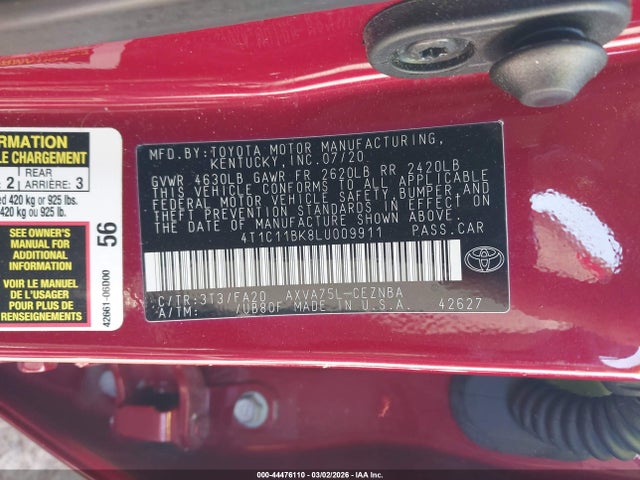 RMATION
E CHARGEMENT
REAR
2 ARRIÈRE: 3
ed 420 kg or 925 lbs.
420 kg ou 925 lb.
SEE OWNER'S
MANUAL FOR
ADDITIONAL
INFORMATION
VOIR LE MANUEL
DE L'USAGER
POUR PLUS DE
RENSEIGNEMENTS
42661-06D00
56
MFD.BY:TOYOTA MOTOR MANUFACTURING,
KENTUCKY,INC.07/20
GVWR 4630LB GAWR FR 2620LB RR 2420LB
THIS VEHICLE CONFORMS TO ALL APPLICABLE
FEDERAL MOTOR VEHICLE SAFETY,BUMPER,AND
THEFT PREVENTION STANDARDS IN EFFECT ON
THE DATE OF MANUFACTURE SHOWN ABOVE.
4T1C11BK8LU009911 PASS.CAR
C/TR:3T3/FA20 AXVA75L-CEZNBA
A/TM: /UB80F MADE IN U.S.A. 42627
TOYOTA
000-44476110 - 03/02/2026 - IAAI.COM